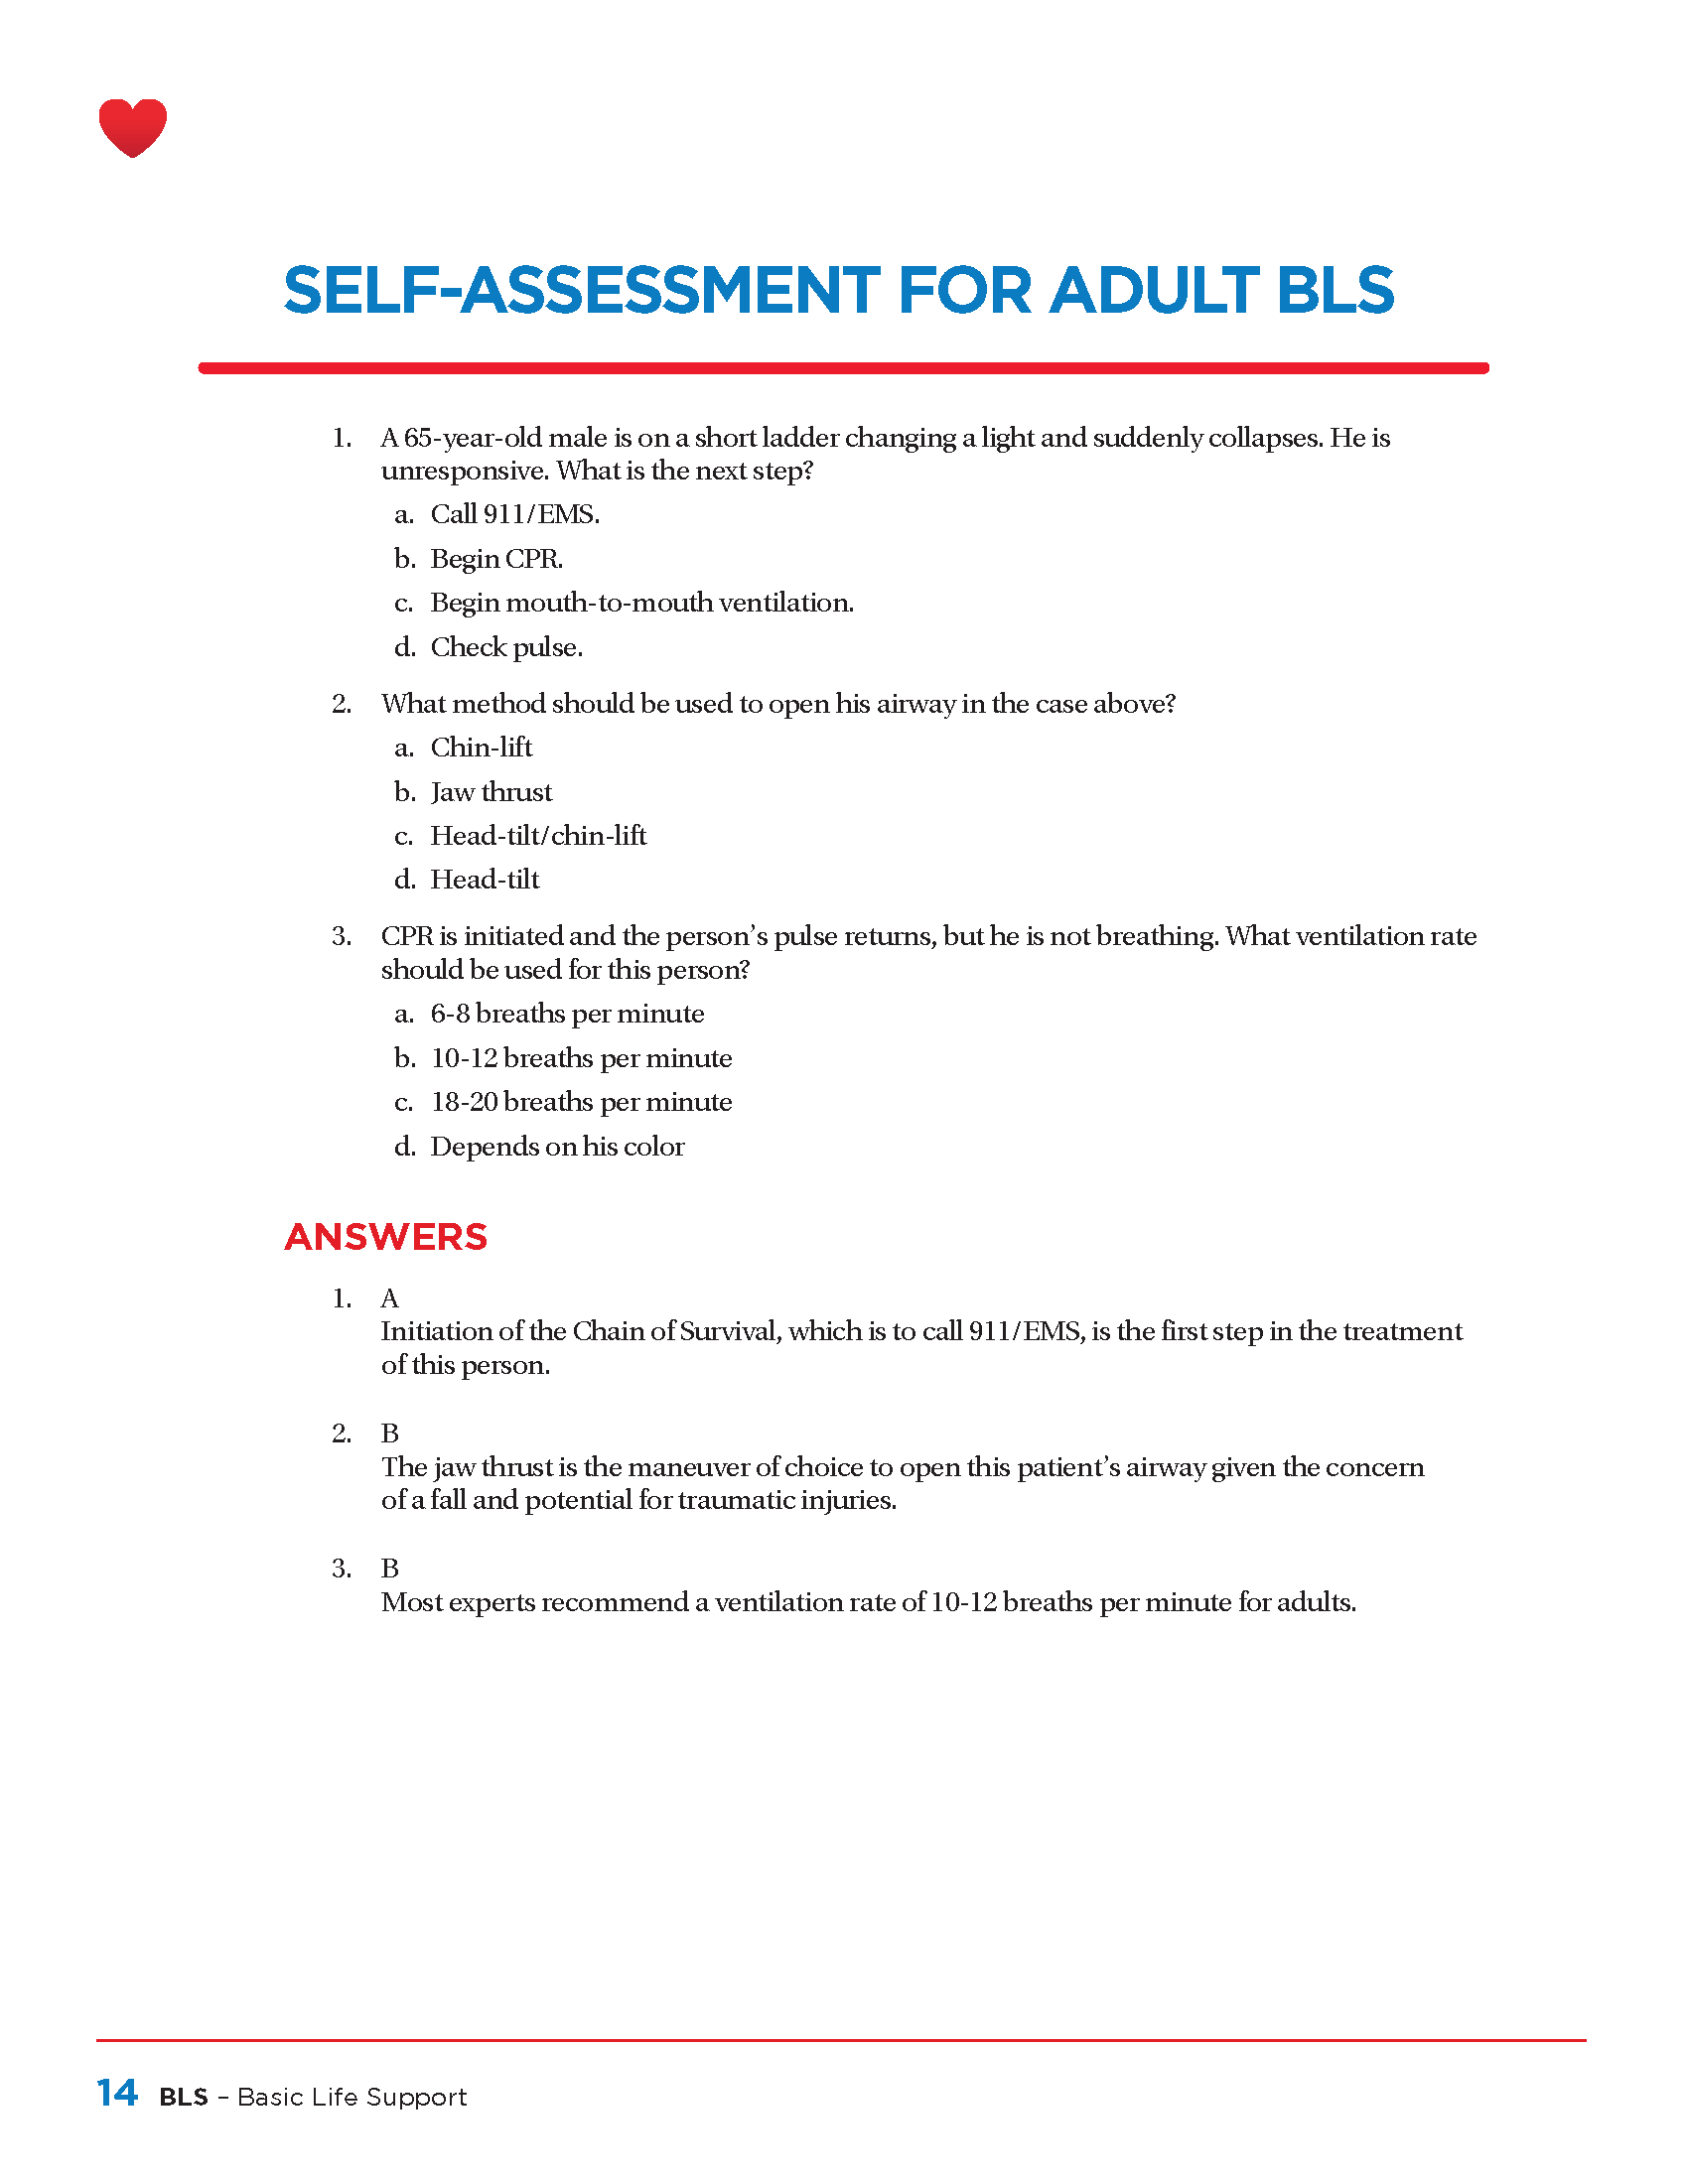 SELF-ASSESSMENT FOR ADULT BLS
1. A 65-year-old male is on a short ladder changing a light and suddenly collapses. He is
unresponsive. What is the next step?
a. Call 911/EMS.
b. Begin CPR.
c. Begin mouth-to-mouth ventilation.
d. Check pulse.
2. What method should be used to open his airway in the case above?
a. Chin-lift
b. Jaw thrust
c. Head-tilt/chin-lift
d. Head-tilt
3. CPR is initiated and the person’s pulse returns, but he is not breathing. What ventilation rate
should be used for this person?
a. 6-8 breaths per minute
b. 10-12 breaths per minute
c. 18-20 breaths per minute
d. Depends on his color
ANSWERS
1. A
Initiation of the Chain of Survival, which is to call 911/EMS, is the first step in the treatment
of this person.
2. B
The jaw thrust is the maneuver of choice to open this patient’s airway given the concern
of a fall and potential for traumatic injuries.
3. B
Most experts recommend a ventilation rate of 10-12 breaths per minute for adults.
14 BLS – Basic Life Support